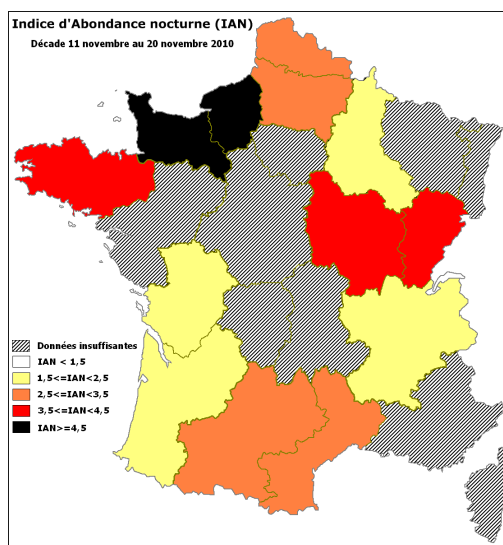 Indice d'Abondance nocturne (IAN)
Décade 11 novembre au 20 novembre 2010
Données insuffisantes
IAN < 1,5
1,5<=IAN<2,5
2,5<=IAN<3,5
3,5<=IAN<4,5
IAN>=4,5